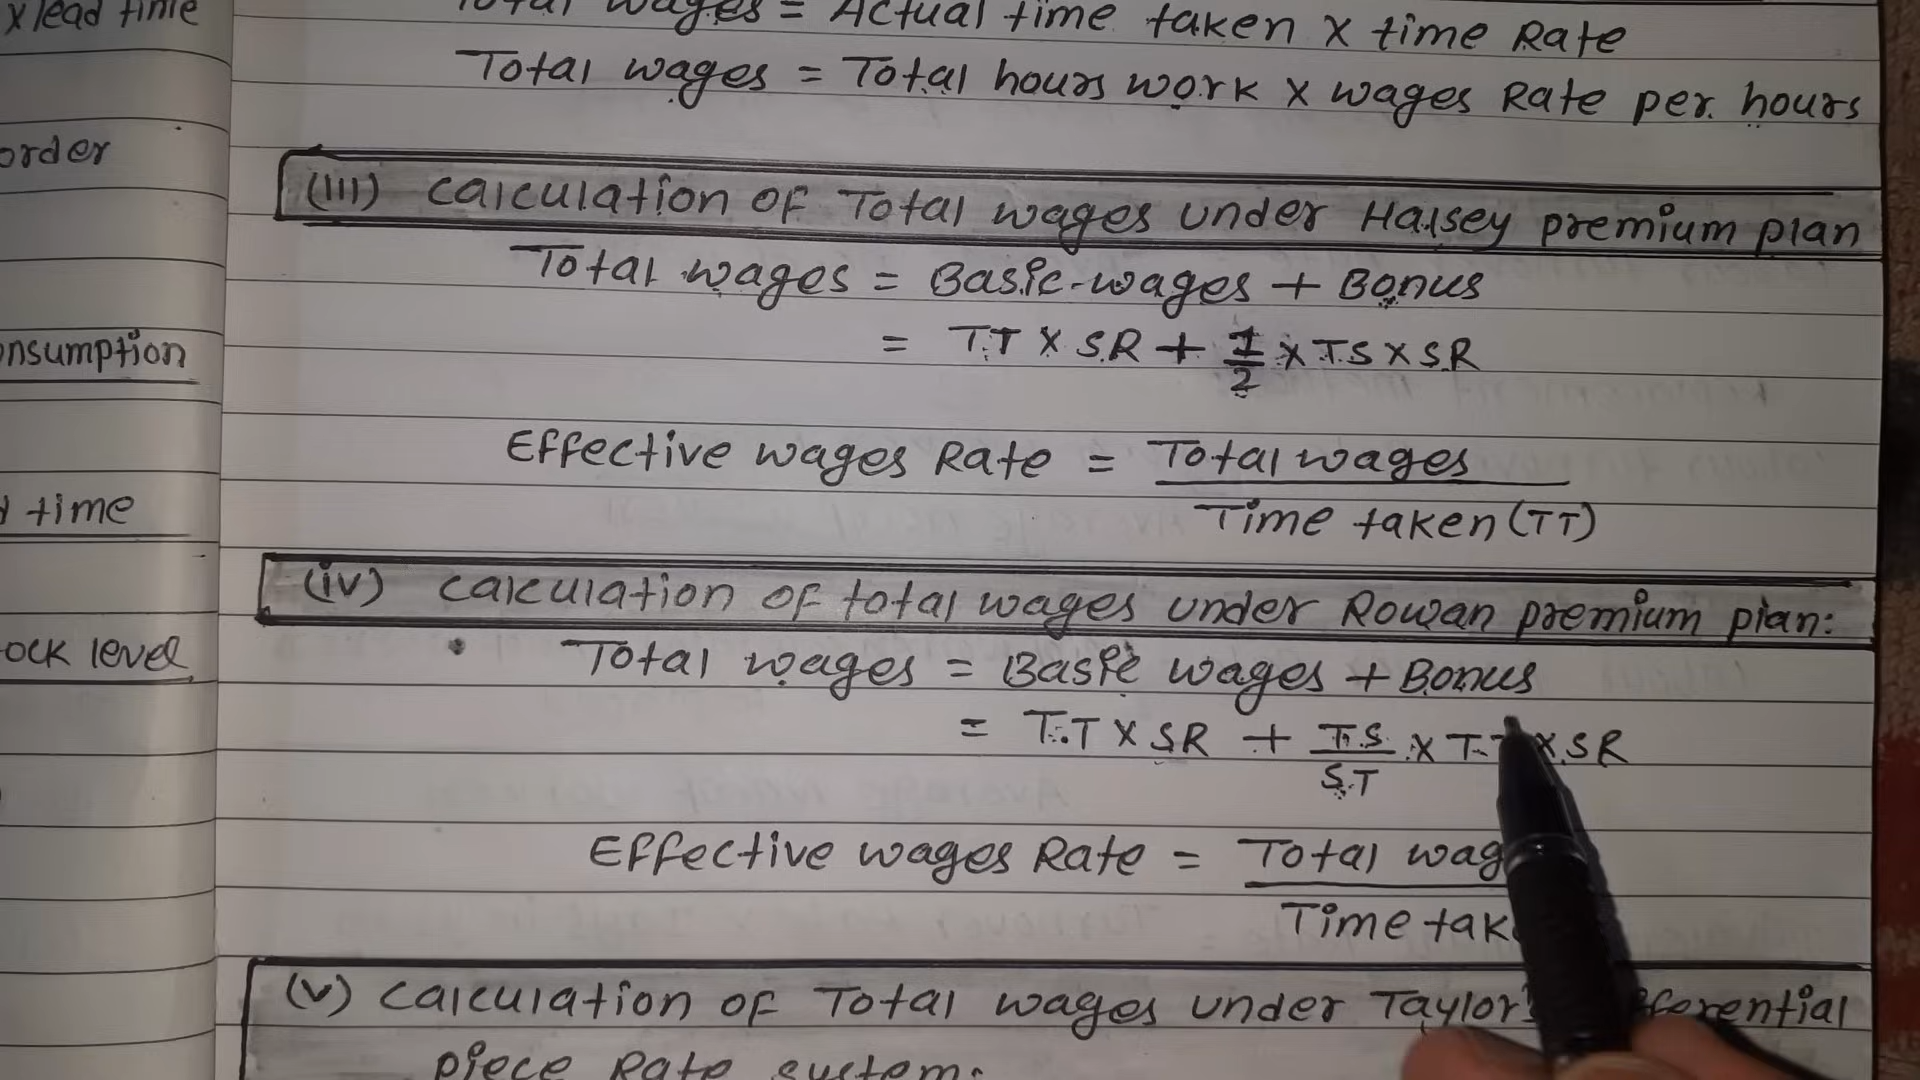 x lead time
order
onsumption
d time
ock level
Total wages = Actual time taken x time Rate
Total wages = Total hours work x wages Rate per. hours
(iii) calculation of Total wages under Halsey premium plan
Total wages = Basic wages + Bonus
= T.T x S.R + 1/2 x T.S x S.R
Effective wages Rate = Total wages
Time taken (TT)
(iv) calculation of total wages under Rowan premium plan:
Total wages = Basic wages + Bonus
= T.T x S.R + T.S/S.T x T.T x S.R
Effective wages Rate = Total wag
Time tak
(v) calculation of Total wages under Taylor's fferential
piece Rate system: